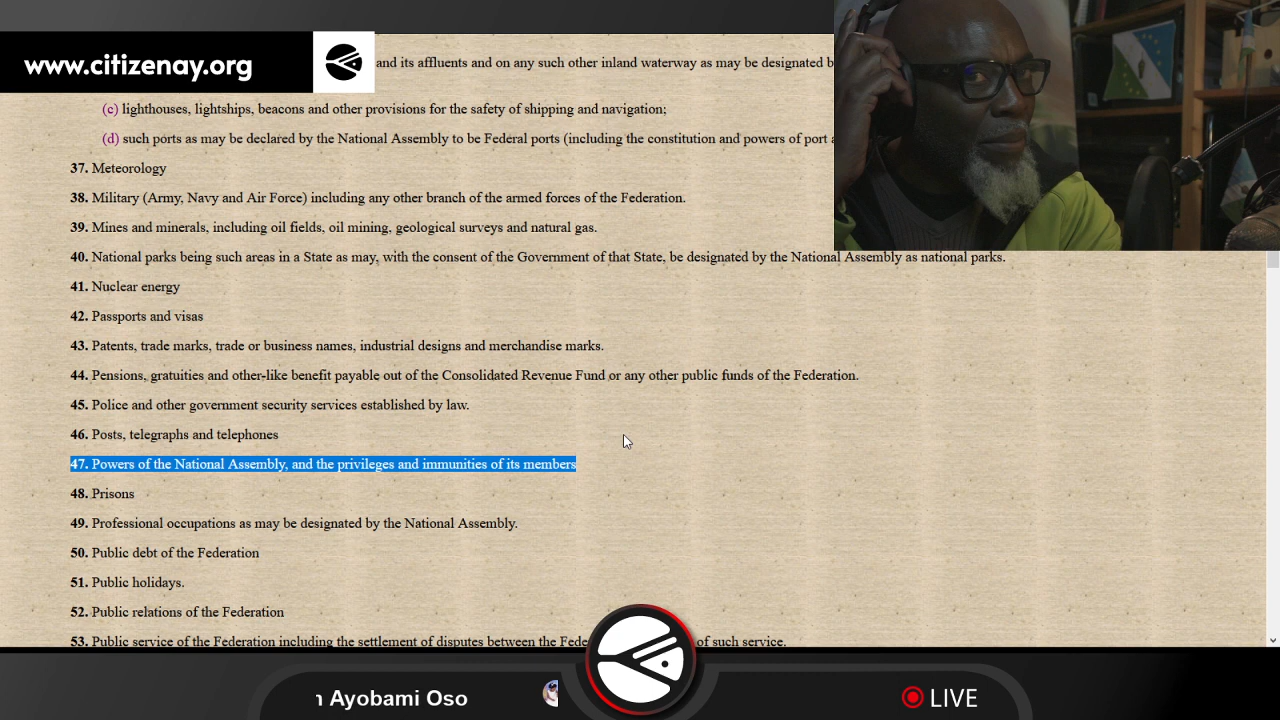 www.citizenay.org
and its affluents and on any such other inland waterway as may be designated b
(c) lighthouses, lightships, beacons and other provisions for the safety of shipping and navigation;
(d) such ports as may be declared by the National Assembly to be Federal ports (including the constitution and powers of port a
37. Meteorology
38. Military (Army, Navy and Air Force) including any other branch of the armed forces of the Federation.
39. Mines and minerals, including oil fields, oil mining, geological surveys and natural gas.
40. National parks being such areas in a State as may, with the consent of the Government of that State, be designated by the National Assembly as national parks.
41. Nuclear energy
42. Passports and visas
43. Patents, trade marks, trade or business names, industrial designs and merchandise marks.
44. Pensions, gratuities and other-like benefit payable out of the Consolidated Revenue Fund or any other public funds of the Federation.
45. Police and other government security services established by law.
46. Posts, telegraphs and telephones
47. Powers of the National Assembly, and the privileges and immunities of its members
48. Prisons
49. Professional occupations as may be designated by the National Assembly.
50. Public debt of the Federation
51. Public holidays.
52. Public relations of the Federation
53. Public service of the Federation including the settlement of disputes between the Fede of such service.
Ayobami Oso
LIVE